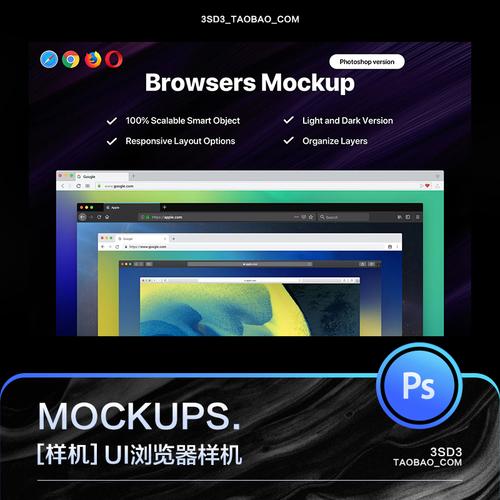 3SD3_TAOBAO_COM
Photoshop version
Browsers Mockup
100% Scalable Smart Object
Light and Dark Version
Responsive Layout Options
Organize Layers
Google
www.google.com
Apple
https://apple.com
Search
Google
https://www.google.com
Ps
MOCKUPS.
[样机] UI浏览器样机
3SD3
TAOBAO_COM